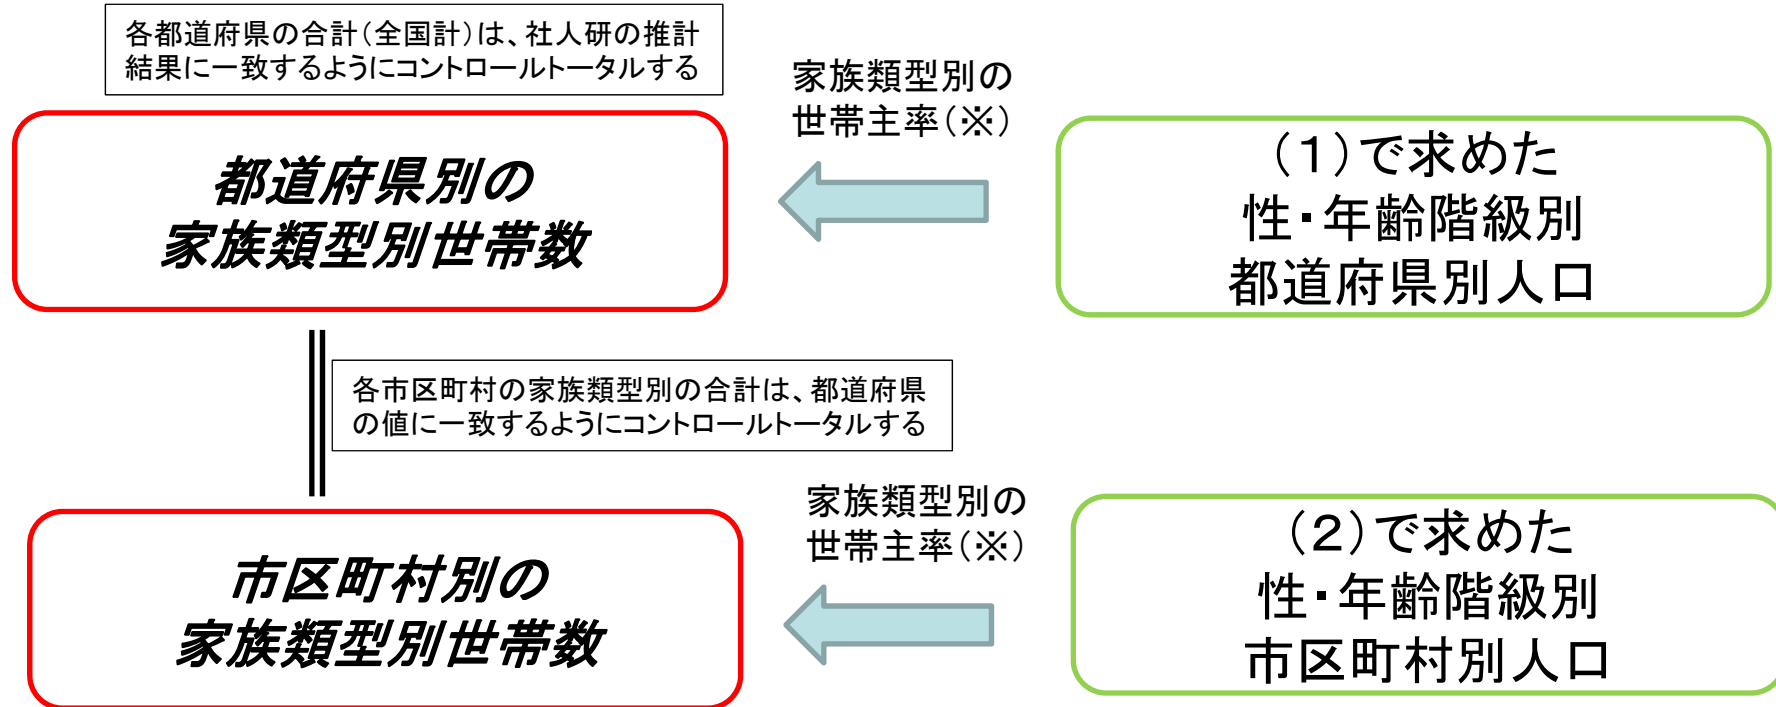 各都道府県の合計(全国計)は、社人研の推計
結果に一致するようにコントロールトータルする
家族類型別の
世帯主率(※)
都道府県別の
家族類型別世帯数
(1)で求めた
性・年齢階級別
都道府県別人口
各市区町村の家族類型別の合計は、都道府県
の値に一致するようにコントロールトータルする
家族類型別の
世帯主率(※)
市区町村別の
家族類型別世帯数
(2)で求めた
性・年齢階級別
市区町村別人口